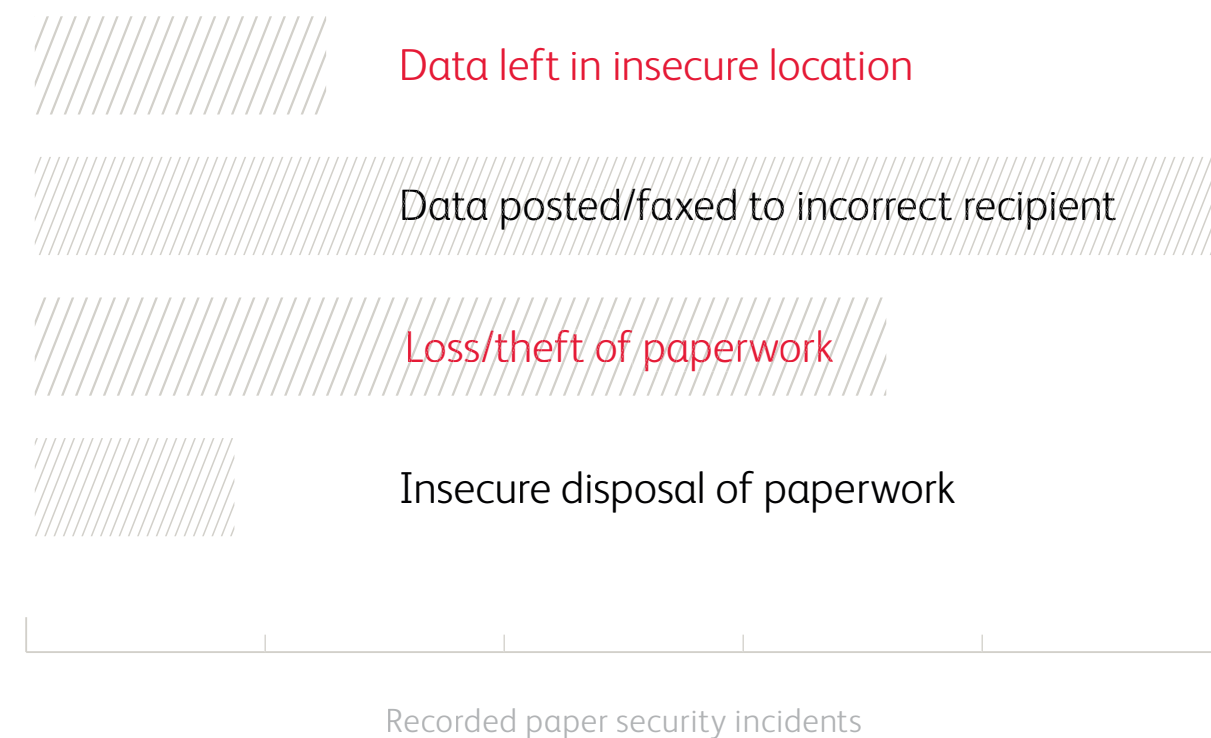 Data left in insecure location
Data posted/faxed to incorrect recipient
Loss/theft of paperwork
Insecure disposal of paperwork
Recorded paper security incidents